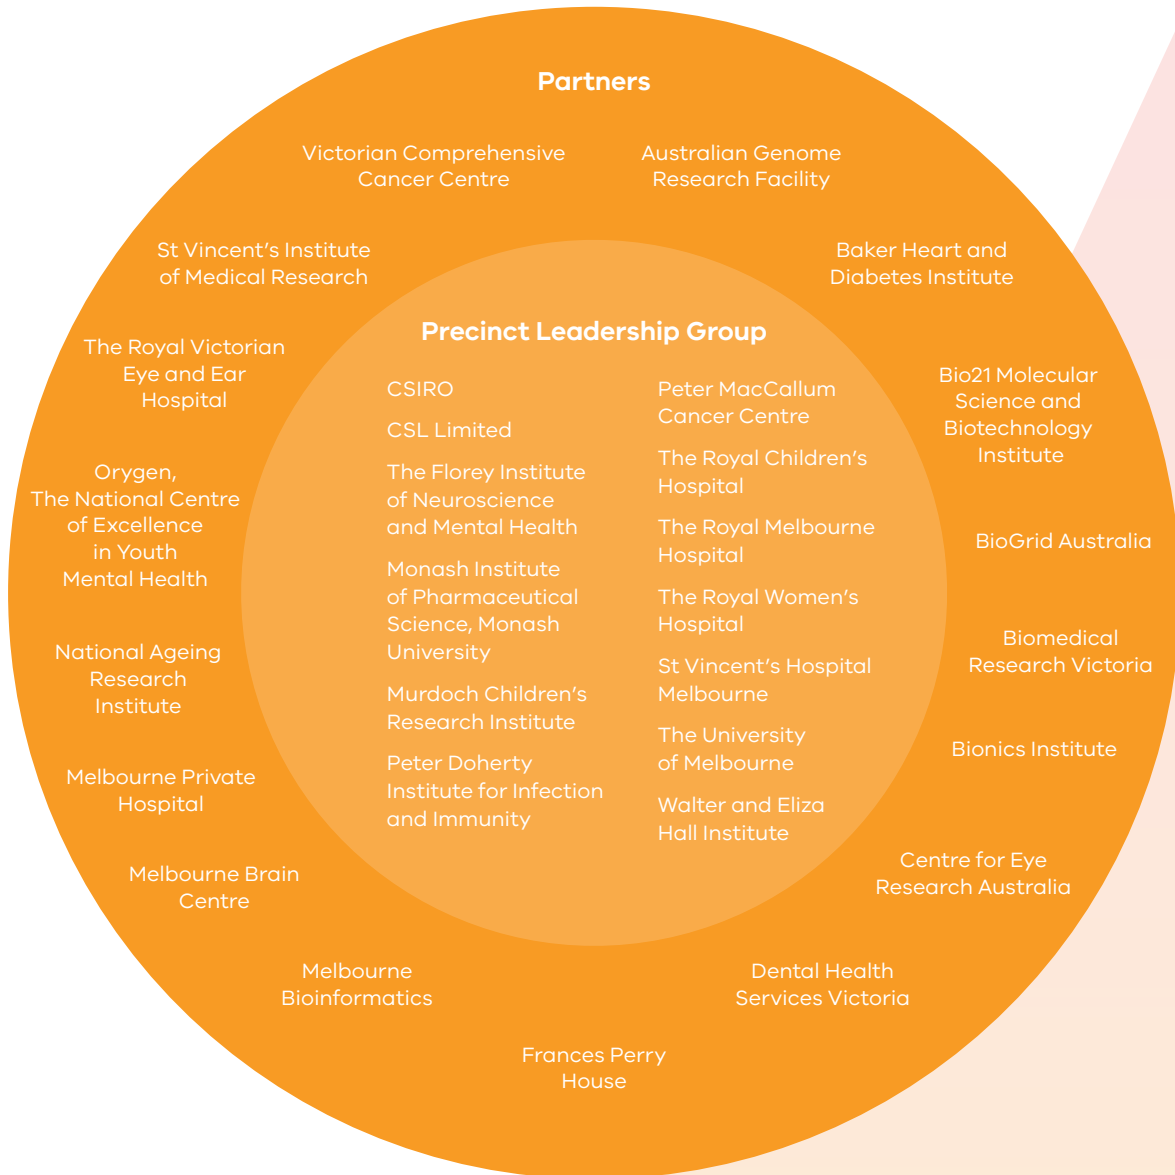 Partners
Victorian Comprehensive
Cancer Centre
Australian Genome
Research Facility
Baker Heart and
Diabetes Institute
Bio21 Molecular
Science and
Biotechnology
Institute
BioGrid Australia
Biomedical
Research Victoria
Bionics Institute
Centre for Eye
Research Australia
Dental Health
Services Victoria
Frances Perry
House
Melbourne
Bioinformatics
Melbourne Brain
Centre
Melbourne Private
Hospital
National Ageing
Research
Institute
Orygen,
The National Centre
of Excellence
in Youth
Mental Health
The Royal Victorian
Eye and Ear
Hospital
St Vincent’s Institute
of Medical Research
Precinct Leadership Group
CSIRO
CSL Limited
The Florey Institute
of Neuroscience
and Mental Health
Monash Institute
of Pharmaceutical
Science, Monash
University
Murdoch Children’s
Research Institute
Peter Doherty
Institute for Infection
and Immunity
Peter MacCallum
Cancer Centre
The Royal Children’s
Hospital
The Royal Melbourne
Hospital
The Royal Women’s
Hospital
St Vincent’s Hospital
Melbourne
The University
of Melbourne
Walter and Eliza
Hall Institute